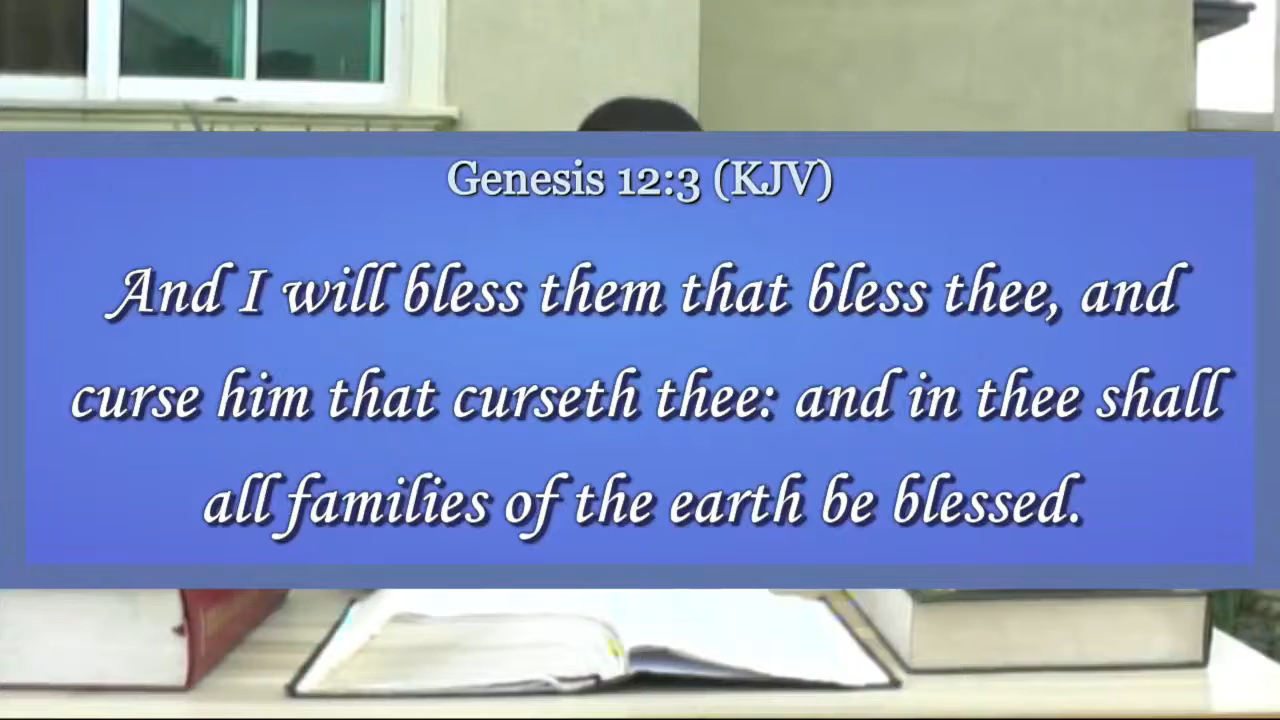 Genesis 12:3 (KJV)
And I will bless them that bless thee, and
curse him that curseth thee: and in thee shall
all families of the earth be blessed.